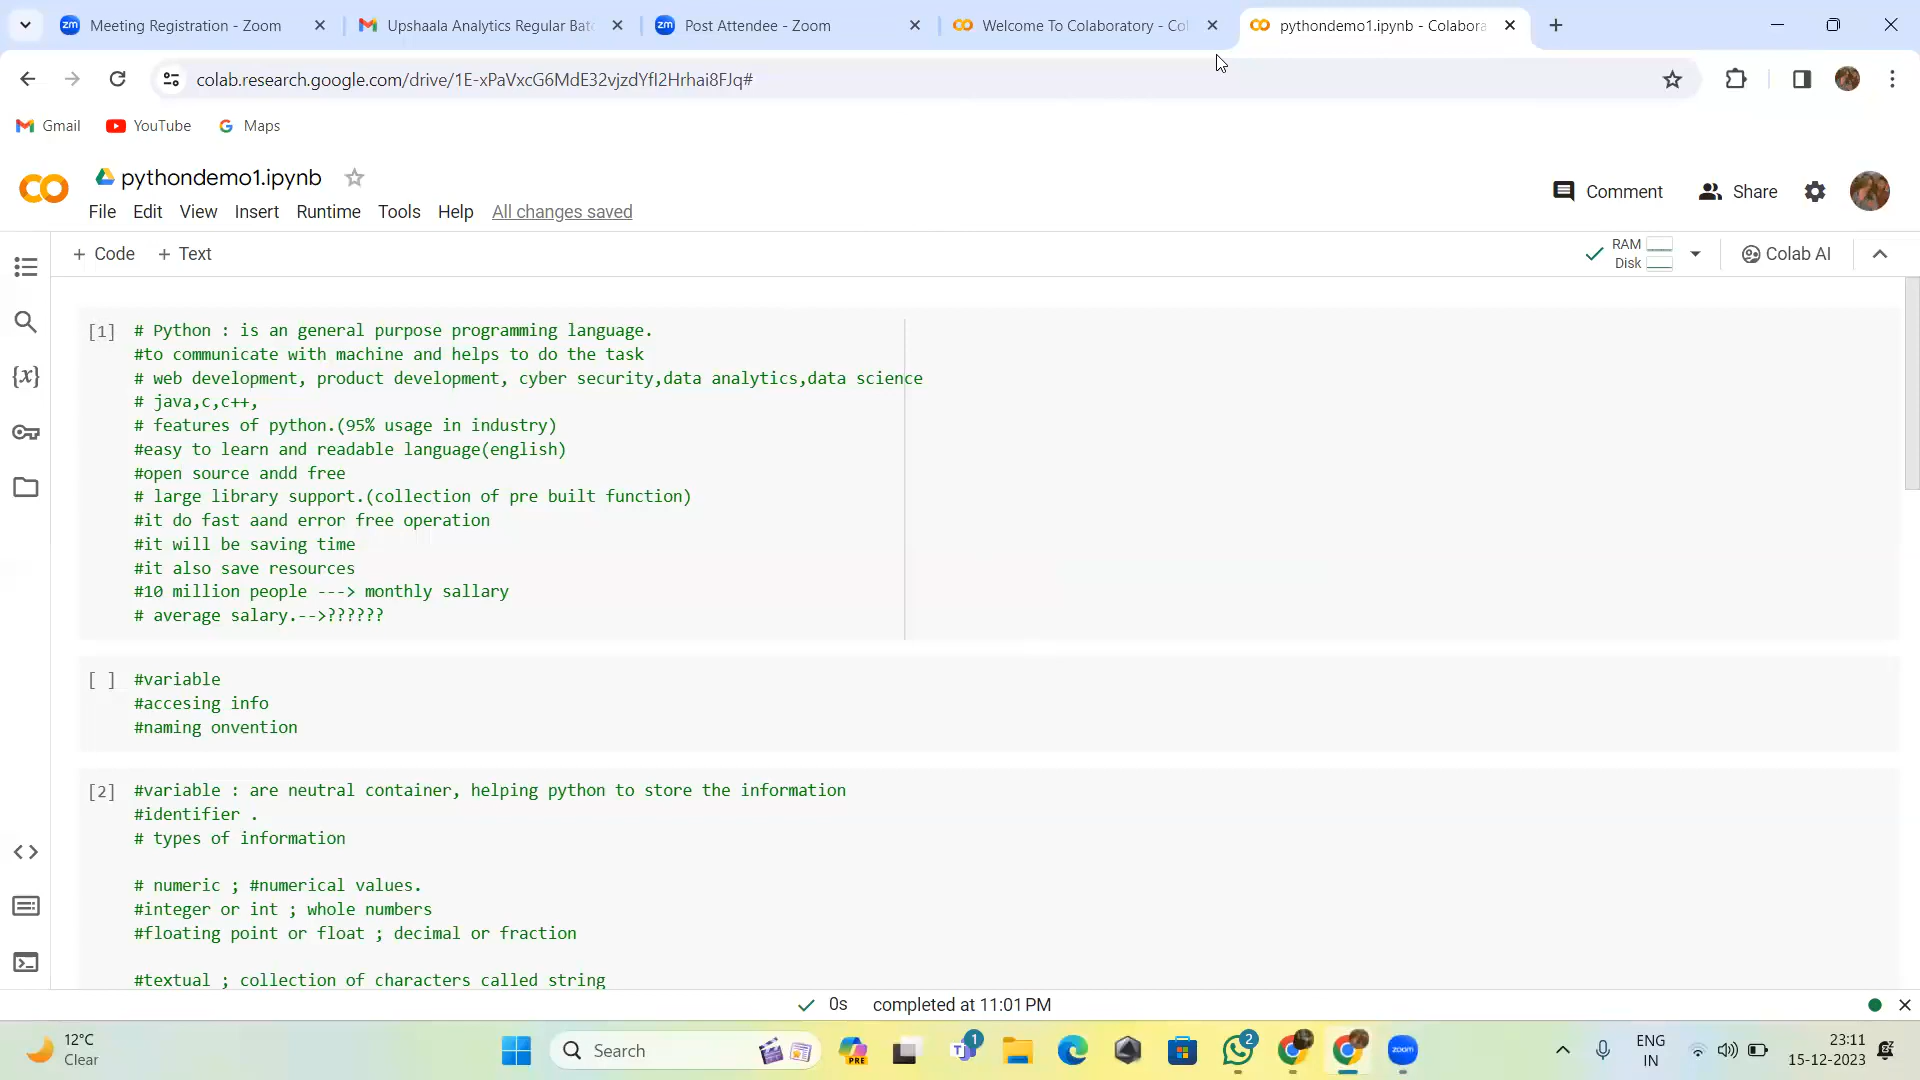 Meeting Registration - Zoom
Upshaala Analytics Regular Bat
Post Attendee - Zoom
Welcome To Colaboratory - Col
pythondemo1.ipynb - Colabora
colab.research.google.com/drive/1E-xPaVxcG6MdE32vjzdYfI2Hrhai8FJq#
Gmail
YouTube
Maps
pythondemo1.ipynb
File Edit View Insert Runtime Tools Help All changes saved
Comment
Share
+ Code + Text
RAM
Disk
Colab AI
[1] # Python : is an general purpose programming language.
#to communicate with machine and helps to do the task
# web development, product development, cyber security,data analytics,data science
# java,c,c++,
# features of python.(95% usage in industry)
#easy to learn and readable language(english)
#open source andd free
# large library support.(collection of pre built function)
#it do fast aand error free operation
#it will be saving time
#it also save resources
#10 million people ---> monthly sallary
# average salary.-->??????
[ ] #variable
#accesing info
#naming onvention
[2] #variable : are neutral container, helping python to store the information
#identifier .
# types of information
# numeric ; #numerical values.
#integer or int ; whole numbers
#floating point or float ; decimal or fraction
#textual ; collection of characters called string
0s completed at 11:01 PM
12°C
Clear
Search
PRE
1
2
zoom
ENG
IN
23:11
15-12-2023